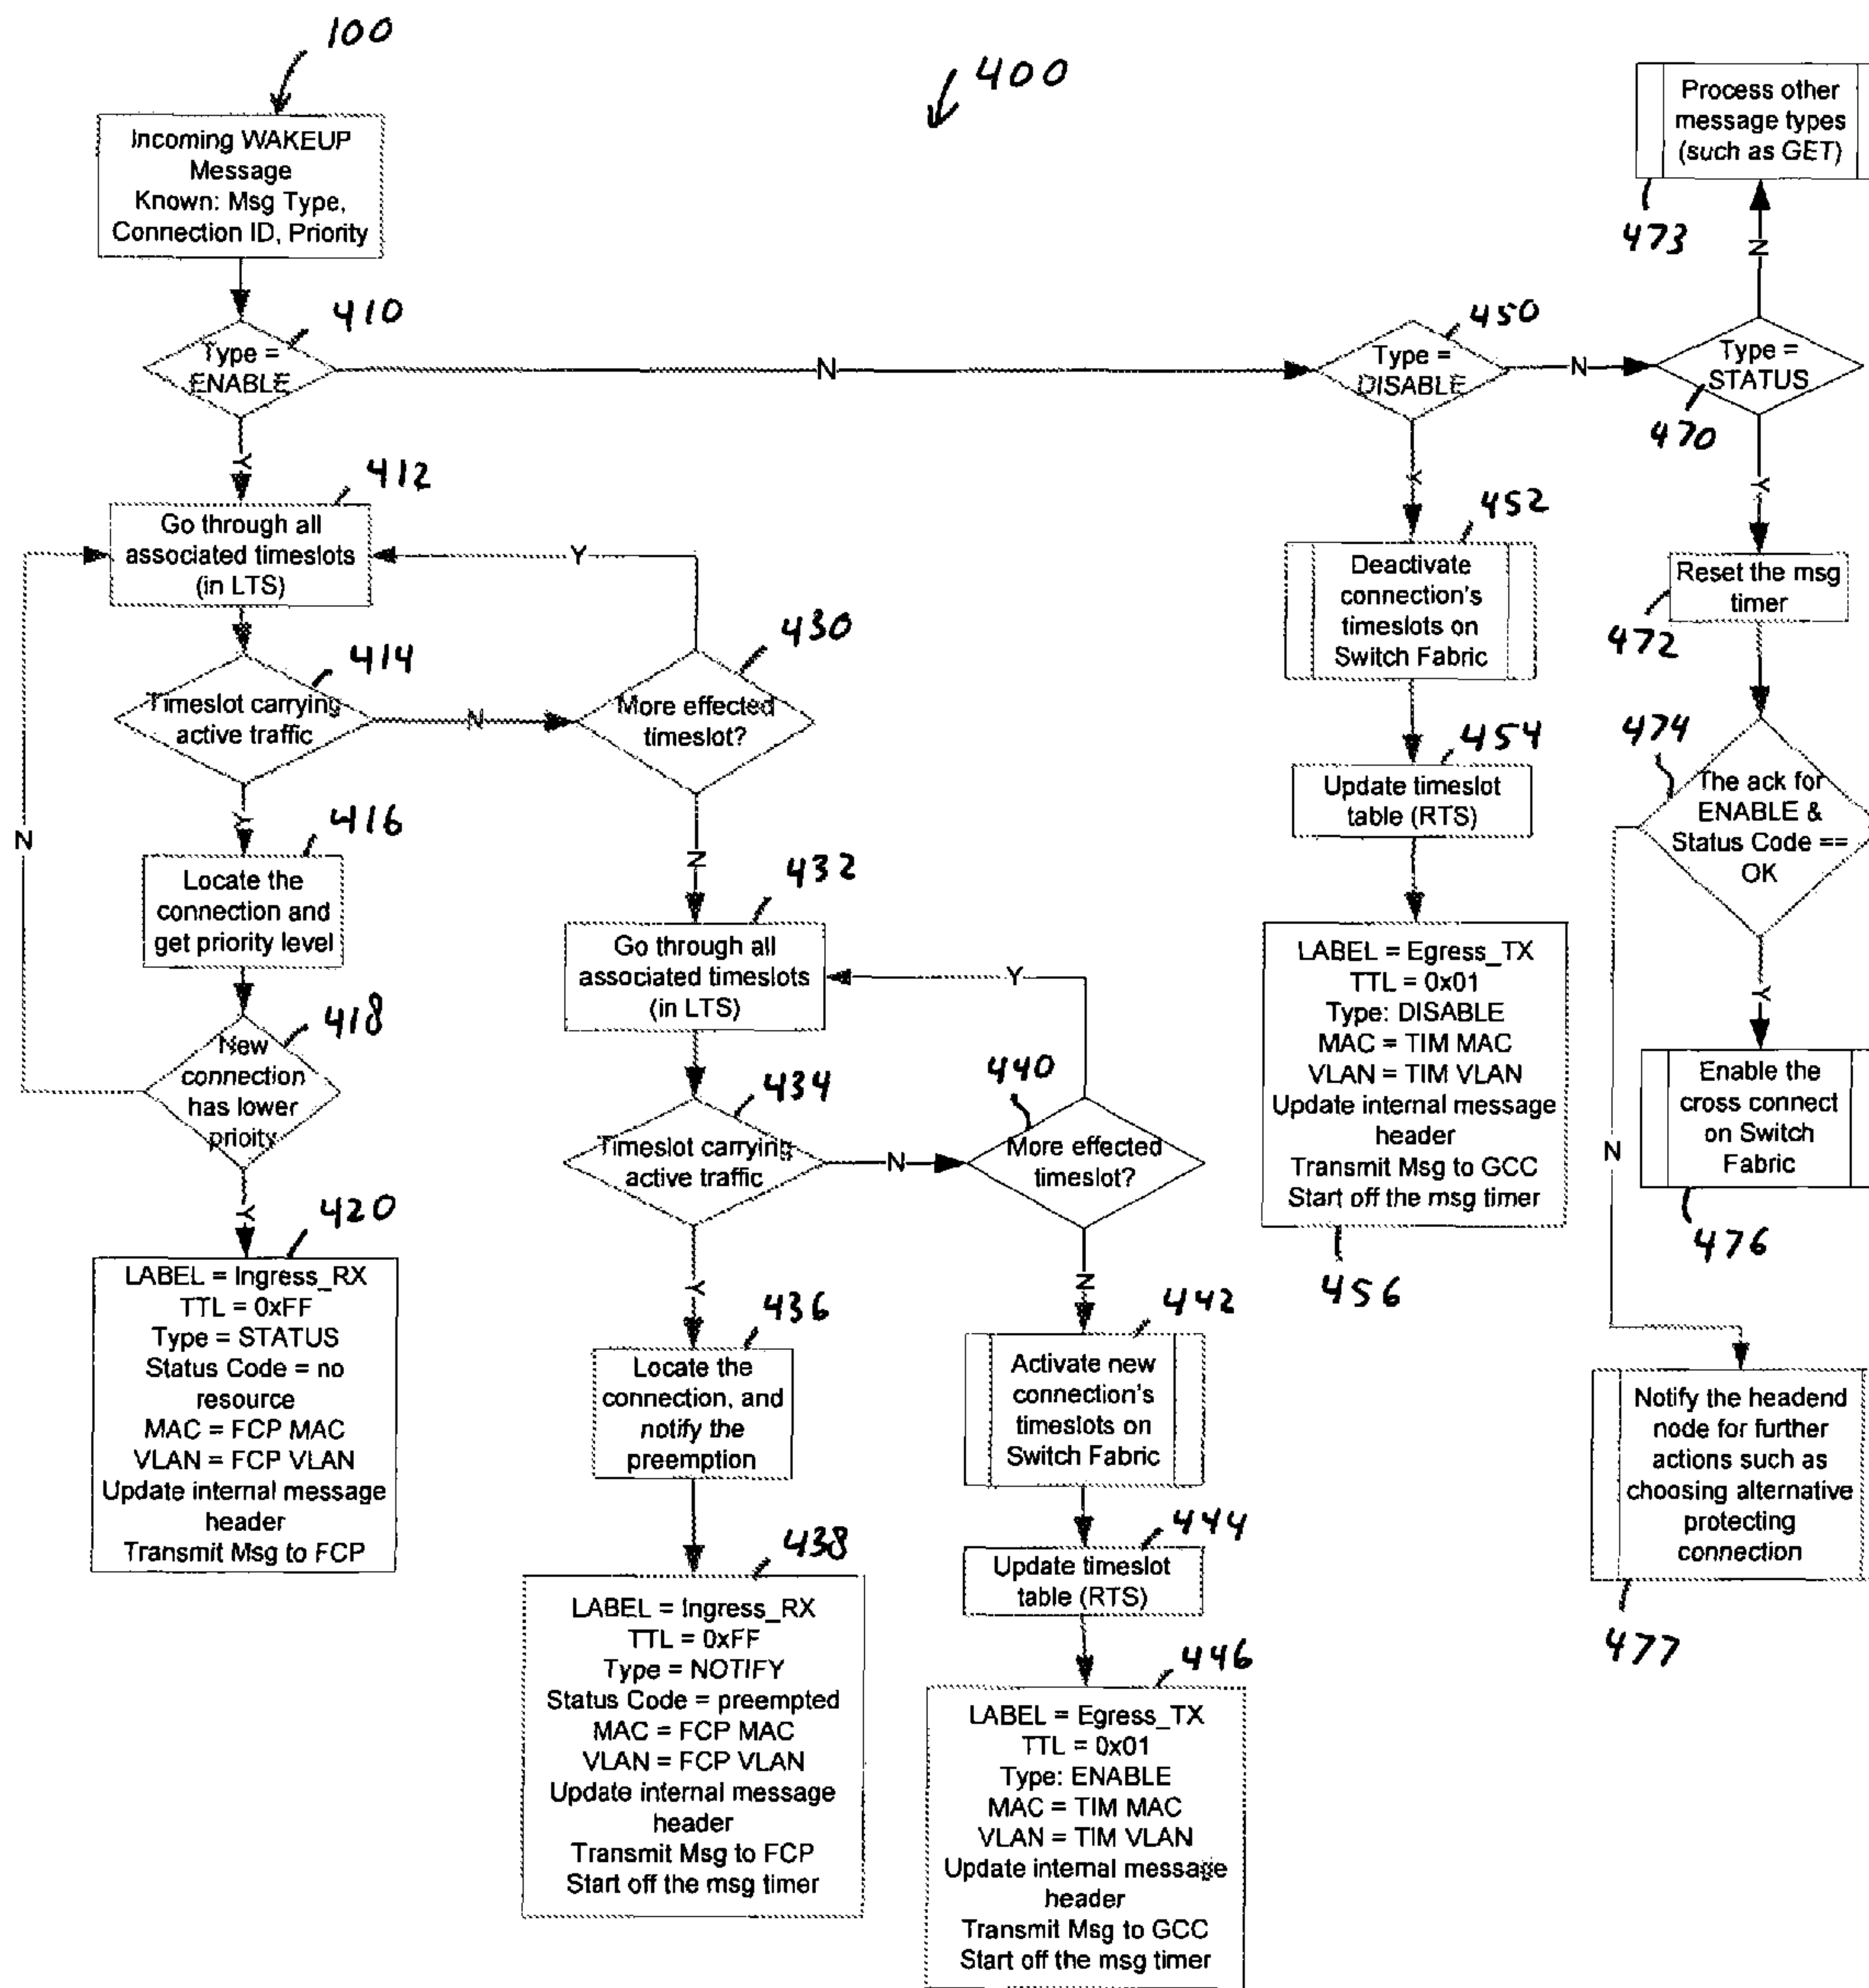 100
400
Incoming WAKEUP
Message
Known: Msg Type,
Connection ID, Priority
Process other
message types
(such as GET)
473
N
410
Type =
ENABLE
N
450
Type =
DISABLE
N
Type =
STATUS
470
Y
412
Go through all
associated timeslots
(in LTS)
Y
Y
452
Deactivate
connection's
timeslots on
Switch Fabric
Y
Reset the msg
timer
472
414
Timeslot carrying
active traffic
N
430
More effected
timeslot?
454
Update timeslot
table (RTS)
474
The ack for
ENABLE &
Status Code ==
OK
N
Y
416
Locate the
connection and
get priority level
N
432
Go through all
associated timeslots
(in LTS)
Y
456
LABEL = Egress_TX
TTL = 0x01
Type: DISABLE
MAC = TIM MAC
VLAN = TIM VLAN
Update internal message
header
Transmit Msg to GCC
Start off the msg timer
Y
418
New
connection
has lower
prioity
434
Timeslot carrying
active traffic
N
440
More effected
timeslot?
N
Enable the
cross connect
on Switch
Fabric
476
Y
420
LABEL = Ingress_RX
TTL = 0xFF
Type = STATUS
Status Code = no
resource
MAC = FCP MAC
VLAN = FCP VLAN
Update internal message
header
Transmit Msg to FCP
Y
436
Locate the
connection, and
notify the
preemption
N
442
Activate new
connection's
timeslots on
Switch Fabric
Notify the headend
node for further
actions such as
choosing alternative
protecting
connection
477
438
LABEL = Ingress_RX
TTL = 0xFF
Type = NOTIFY
Status Code = preempted
MAC = FCP MAC
VLAN = FCP VLAN
Update internal message
header
Transmit Msg to FCP
Start off the msg timer
444
Update timeslot
table (RTS)
446
LABEL = Egress_TX
TTL = 0x01
Type: ENABLE
MAC = TIM MAC
VLAN = TIM VLAN
Update internal message
header
Transmit Msg to GCC
Start off the msg timer